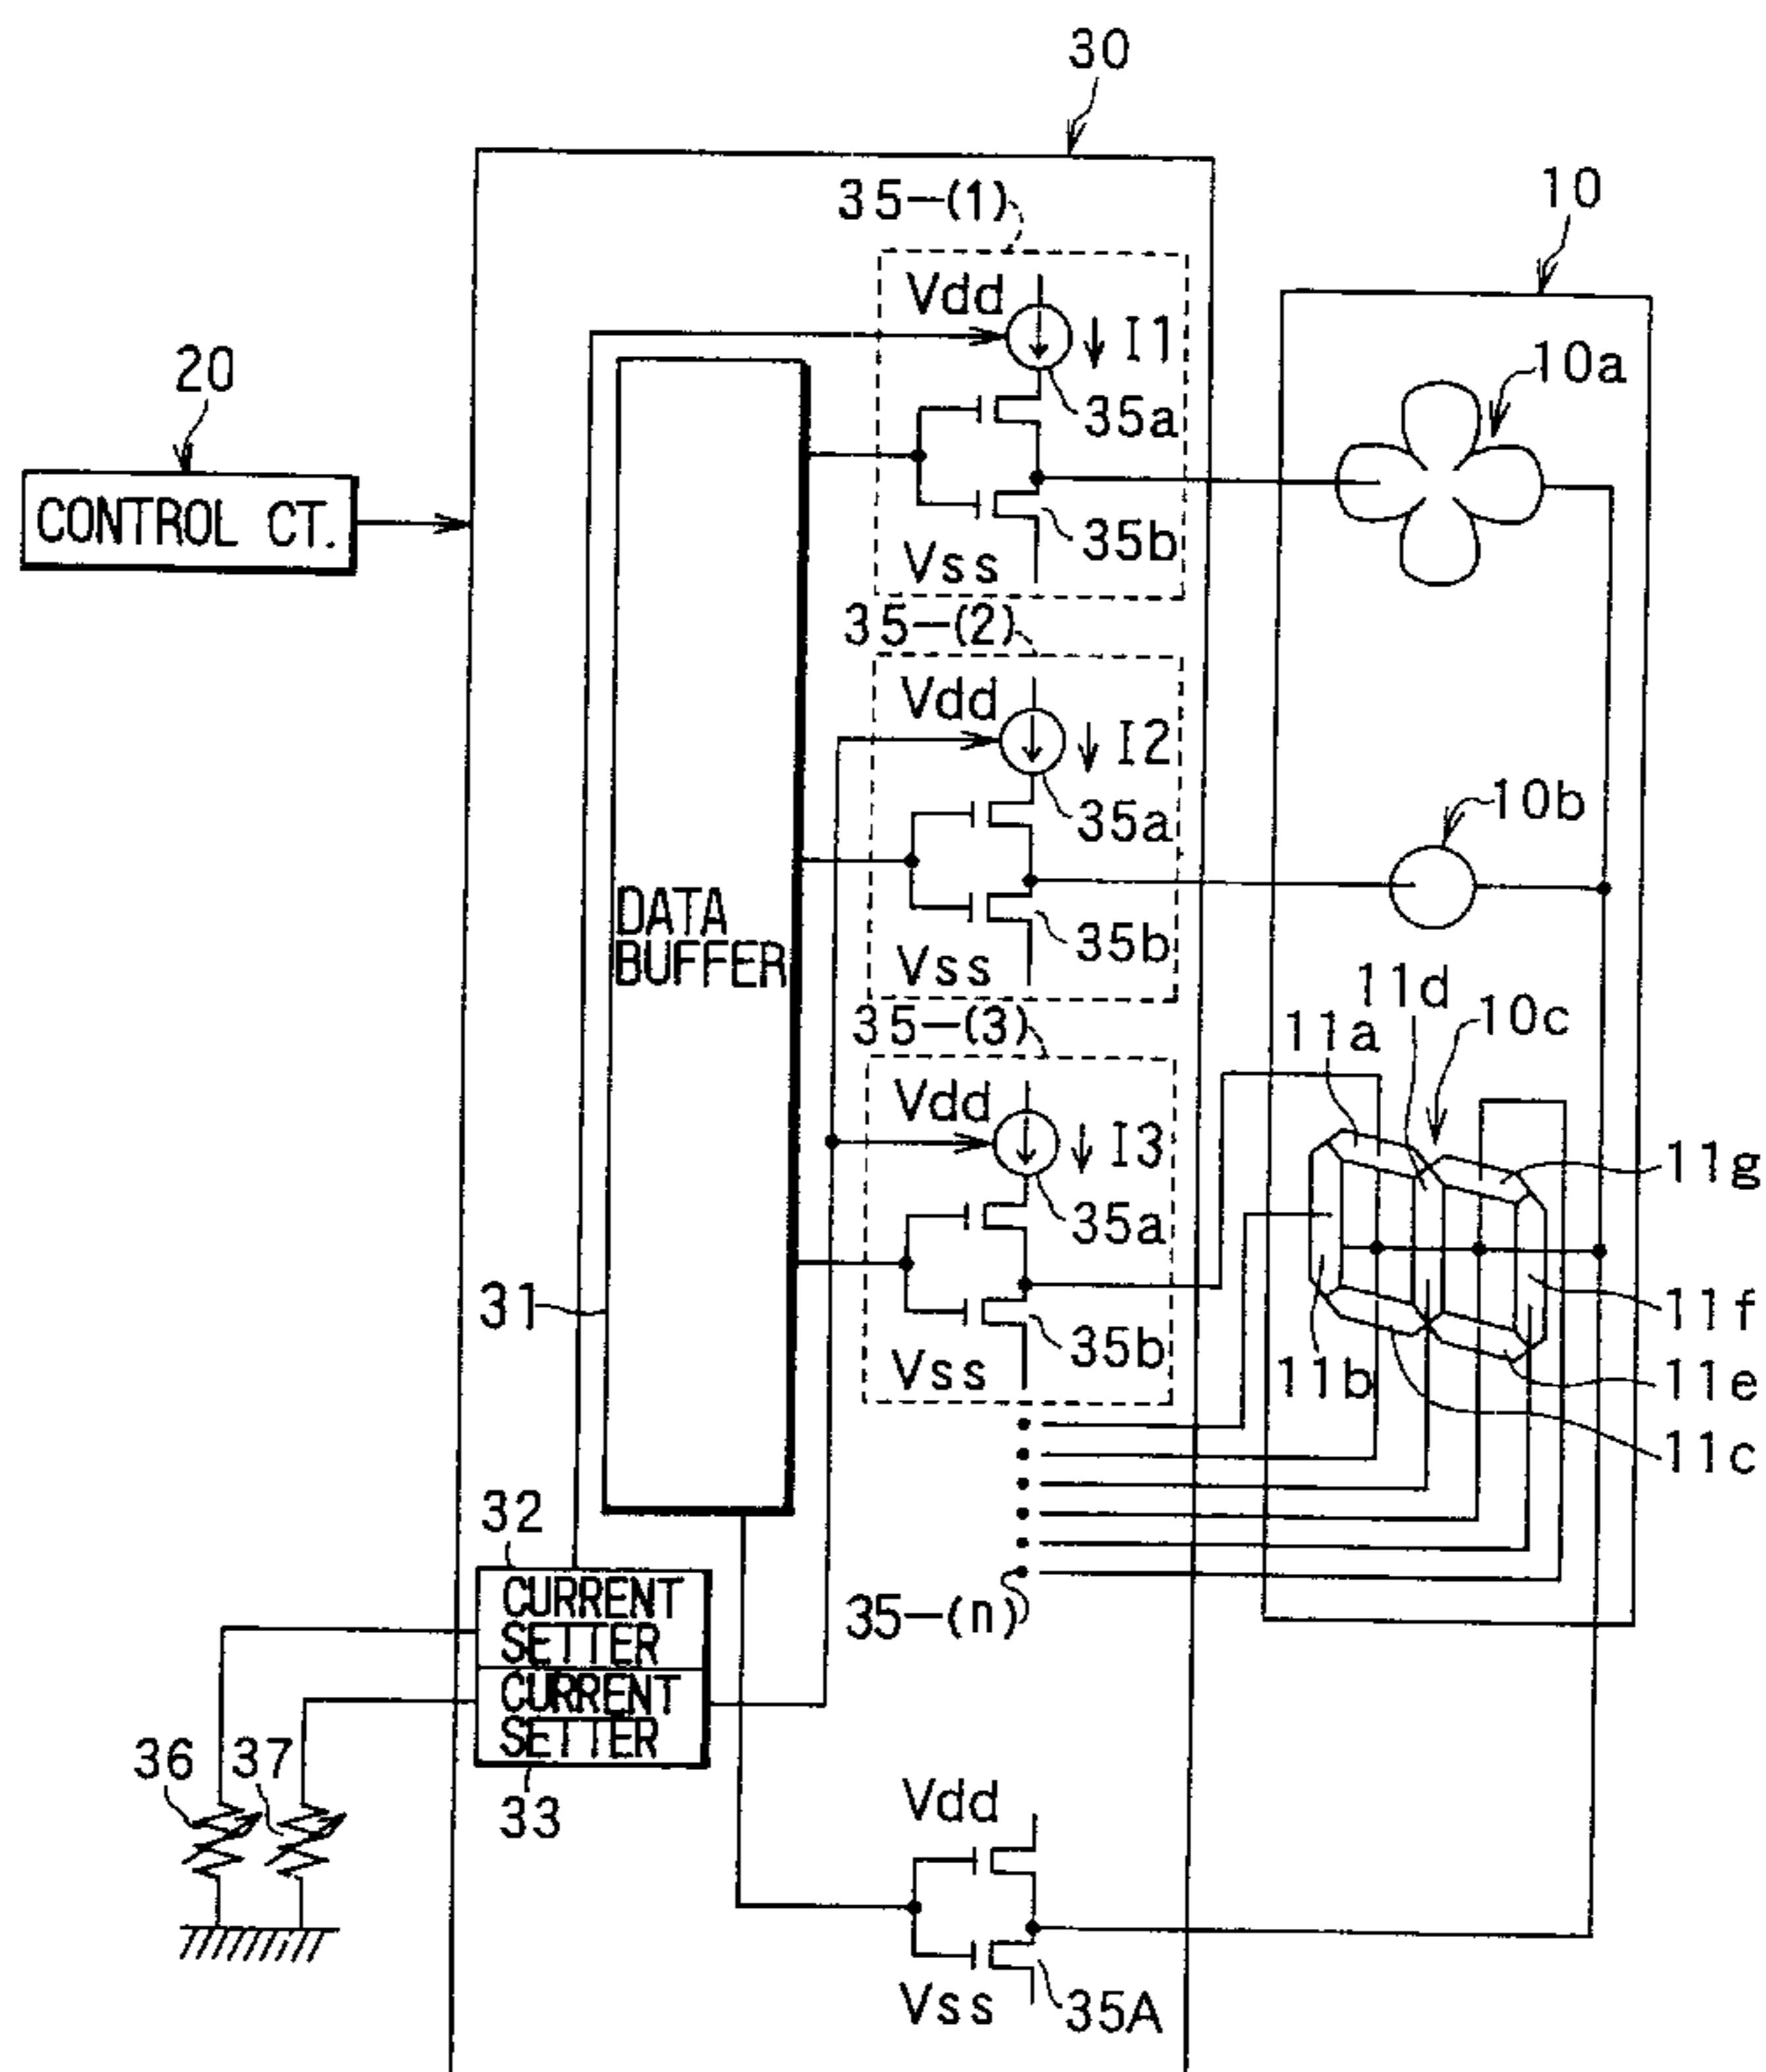 30
35-(1)
10
Vdd
I1
20
10a
35a
CONTROL CT.
35b
Vss
35-(2)
Vdd
I2
10b
35a
DATA
BUFFER
35b
Vss
11d
35-(3)
11a
10c
Vdd
I3
11g
35a
31
11f
35b
Vss
11b
11e
11c
32
CURRENT
SETTER
35-(n)
CURRENT
SETTER
36
37
33
Vdd
Vss
35A